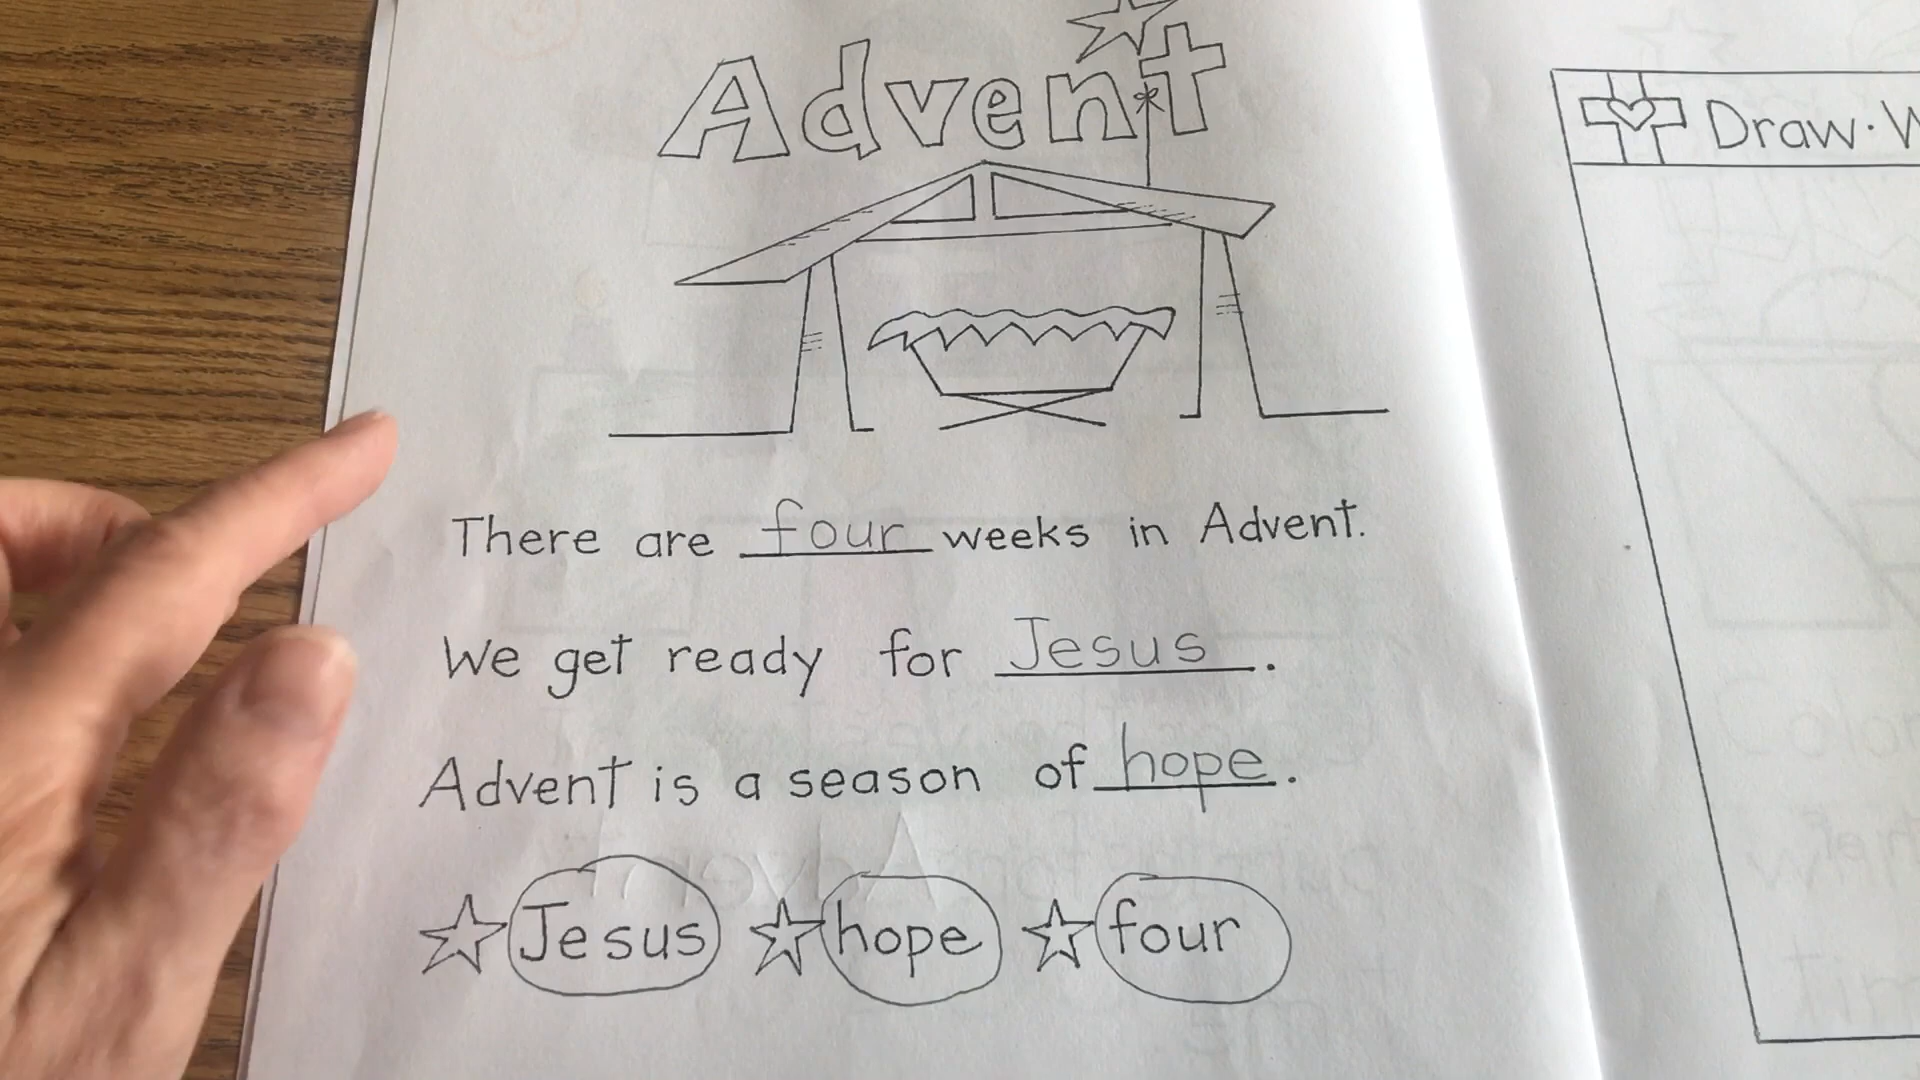 Advent
There are four weeks in Advent.
We get ready for Jesus.
Advent is a season of hope.
Jesus hope four
Draw.